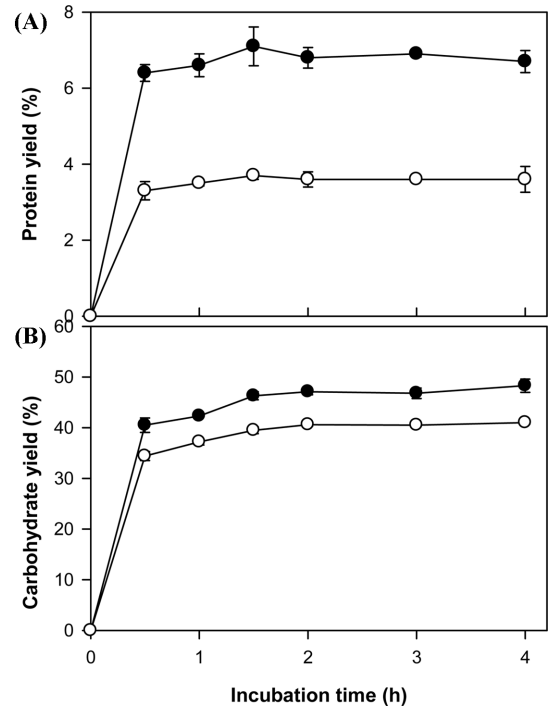 (A)
Protein yield (%)
8
6
4
2
0
(B)
Carbohydrate yield (%)
60
50
40
30
20
10
0
0 1 2 3 4
Incubation time (h)